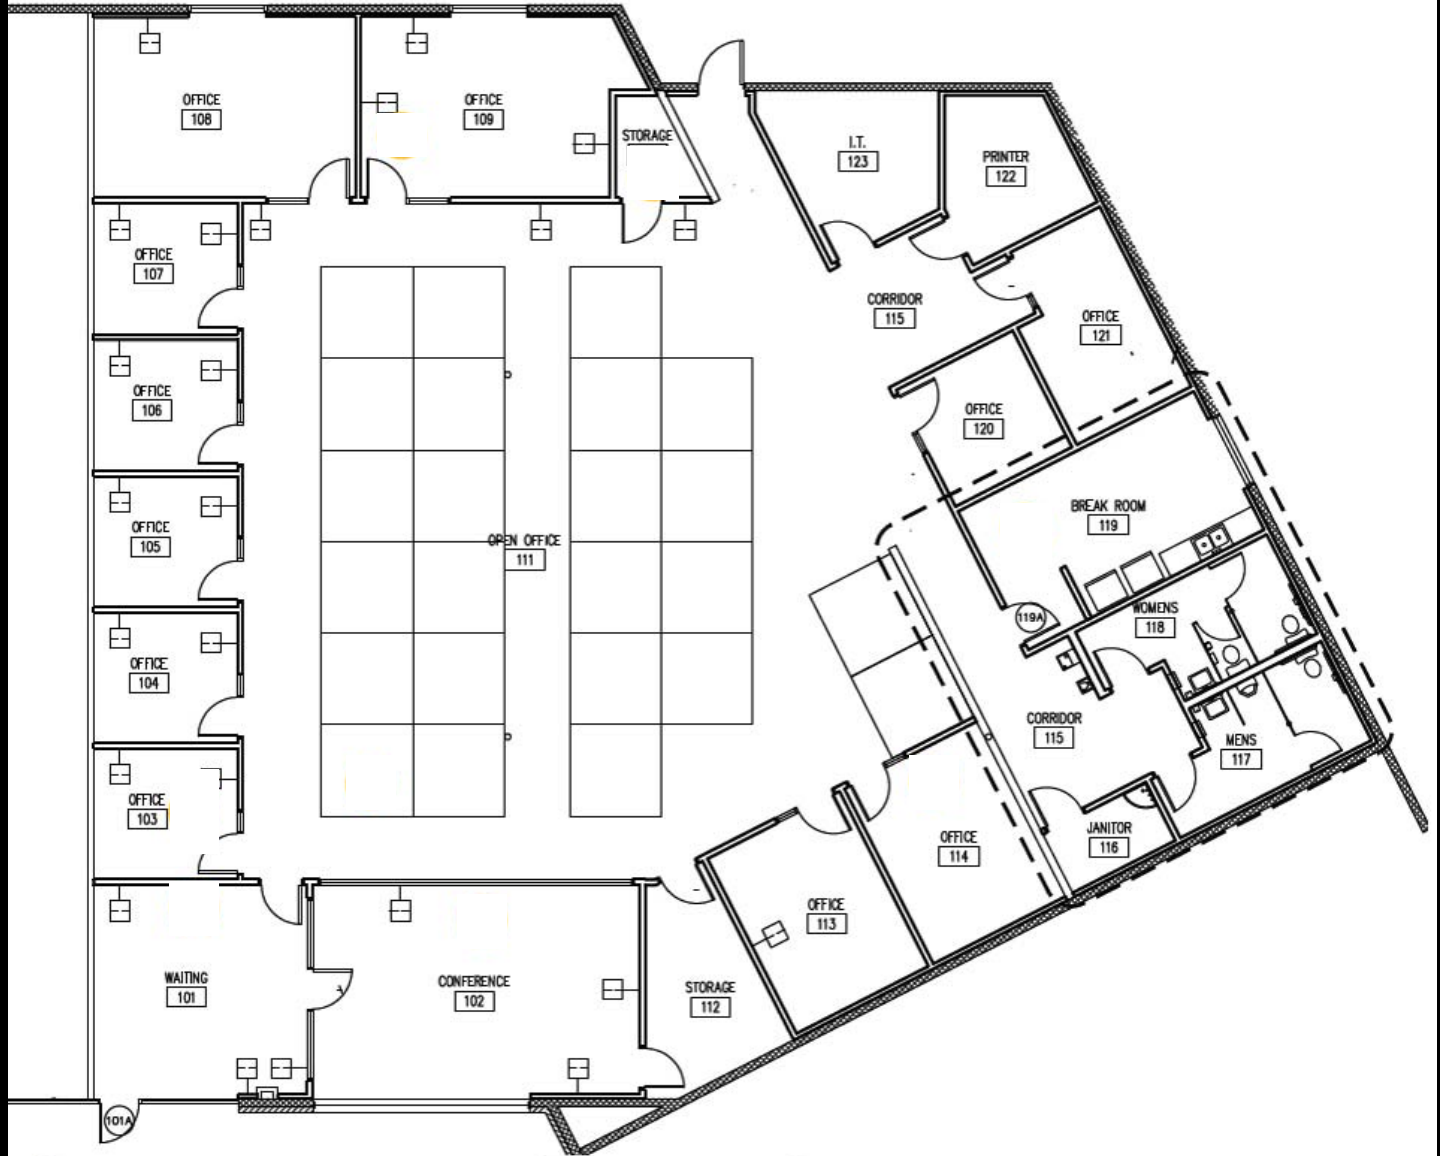 OFFICE
108
OFFICE
109
STORAGE
I.T.
123
PRINTER
122
OFFICE
107
CORRIDOR
115
OFFICE
121
OFFICE
106
OFFICE
120
OFFICE
105
OPEN OFFICE
111
BREAK ROOM
119
119A
WOMENS
118
OFFICE
104
CORRIDOR
115
MENS
117
OFFICE
103
JANITOR
116
OFFICE
114
OFFICE
113
WAITING
101
CONFERENCE
102
STORAGE
112
101A